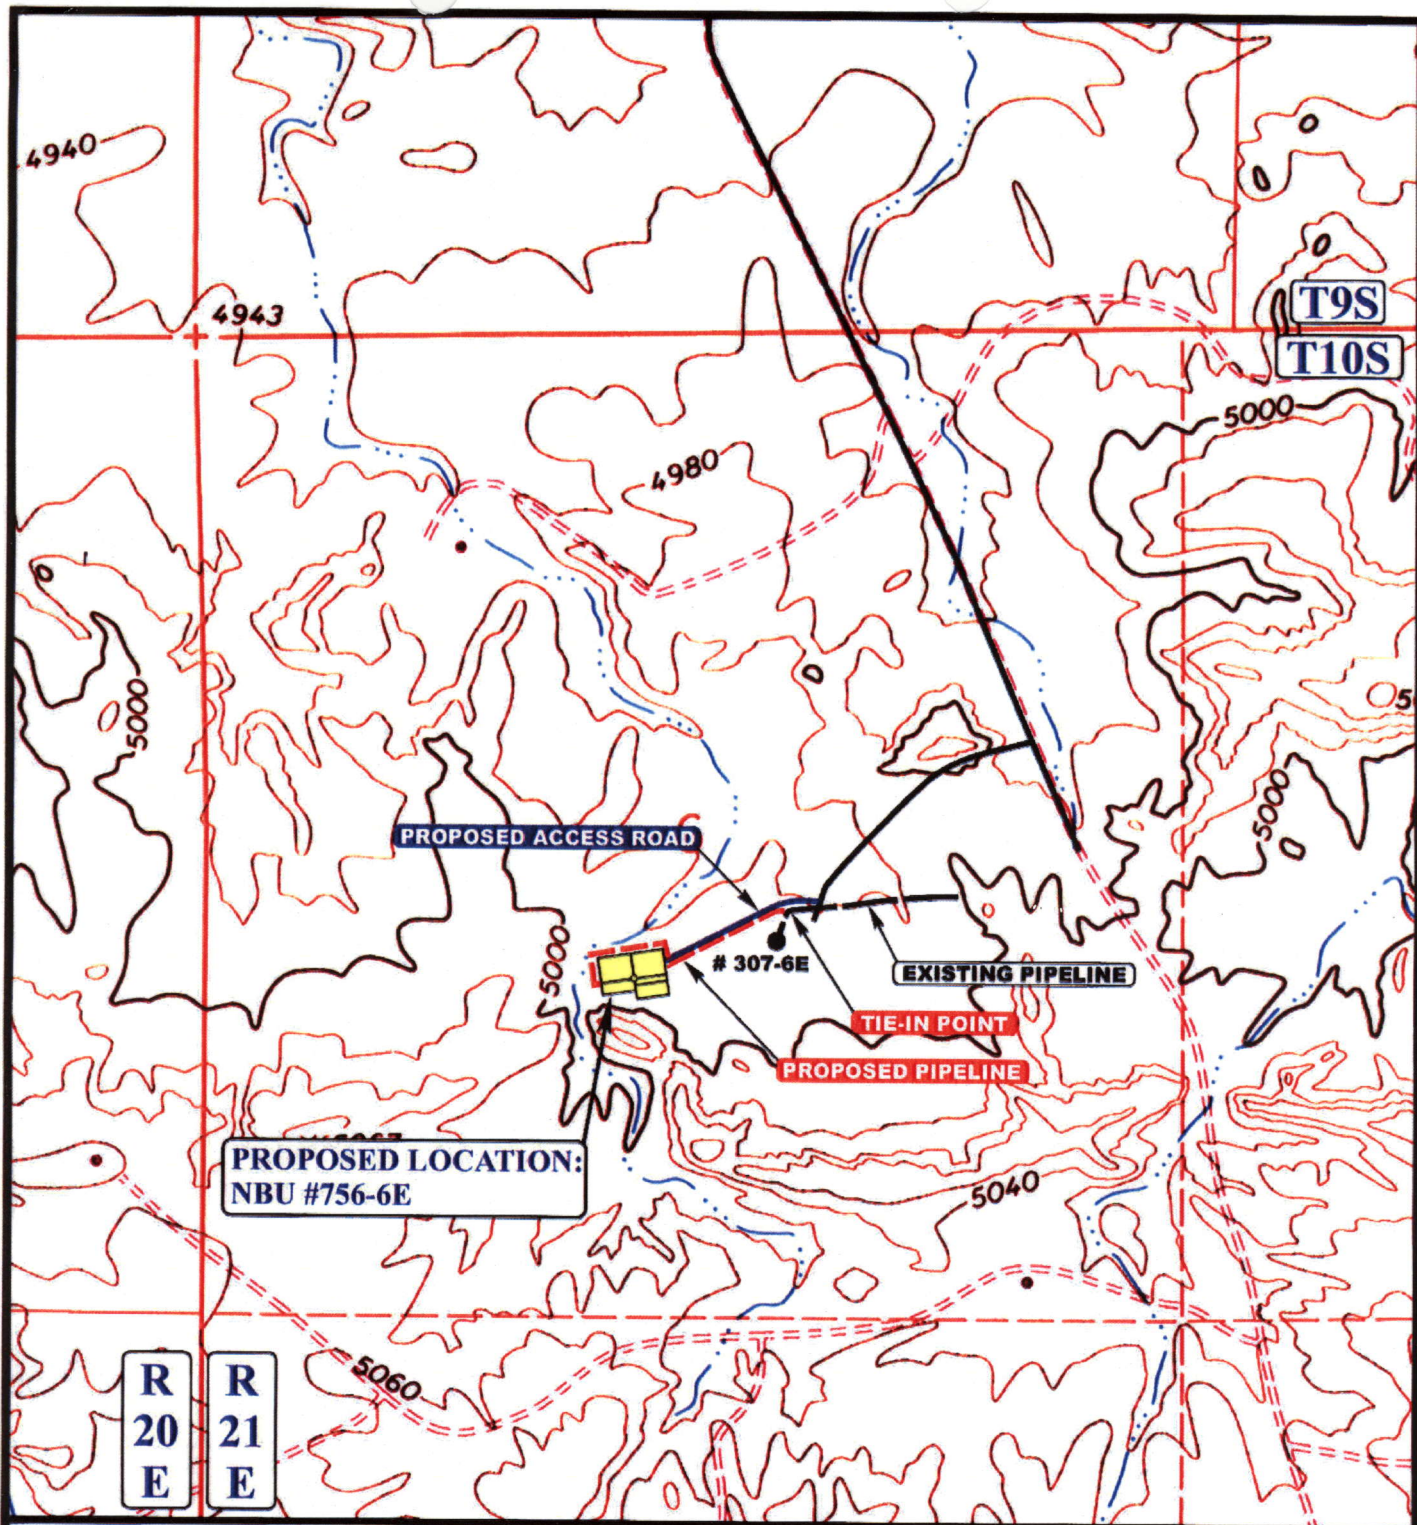 4940
4943
T9S
T10S
5000
4980
5000
5000
PROPOSED ACCESS ROAD
6
5000
# 307-6E
EXISTING PIPELINE
TIE-IN POINT
PROPOSED PIPELINE
PROPOSED LOCATION:
NBU #756-6E
5040
5060
R
20
E
R
21
E